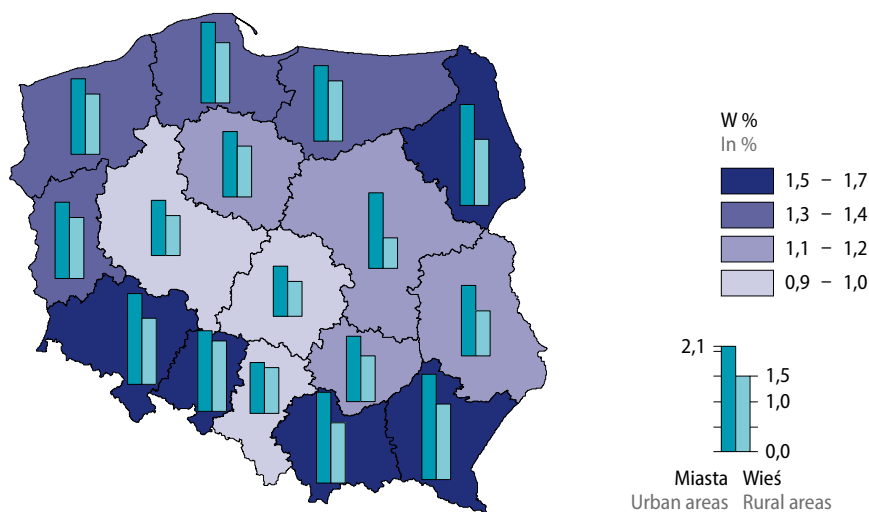 W %
In %
1,5 – 1,7
1,3 – 1,4
1,1 – 1,2
0,9 – 1,0
2,1
1,5
1,0
0,0
Miasta Wieś
Urban areas Rural areas